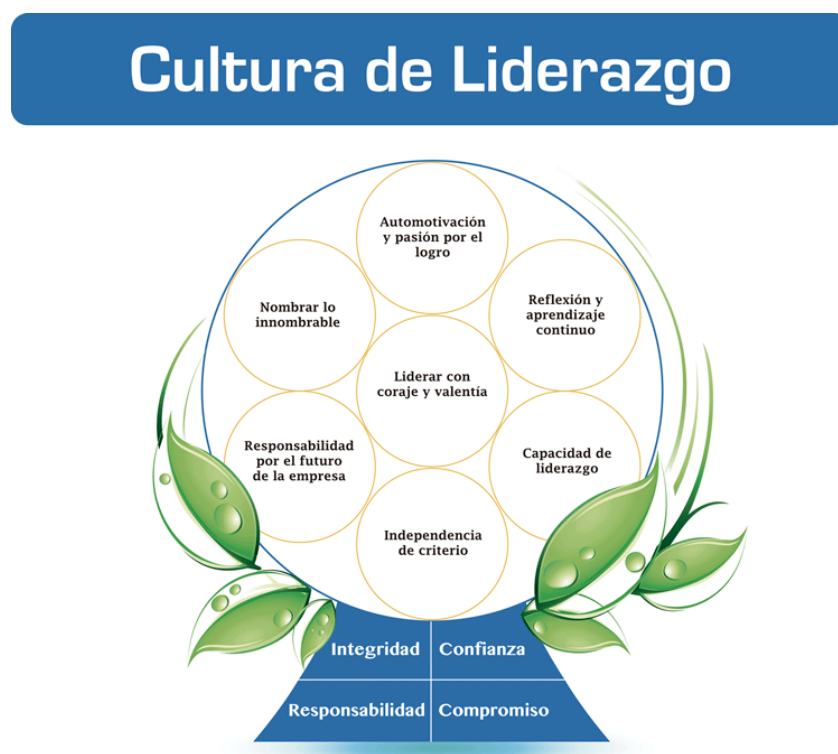 Cultura de Liderazgo
Automotivación
y pasión por el
logro
Nombrar lo
innombrable
Reflexión y
aprendizaje
continuo
Liderar con
coraje y valentía
Responsabilidad
por el futuro
de la empresa
Capacidad de
liderazgo
Independencia
de criterio
Integridad
Confianza
Responsabilidad
Compromiso